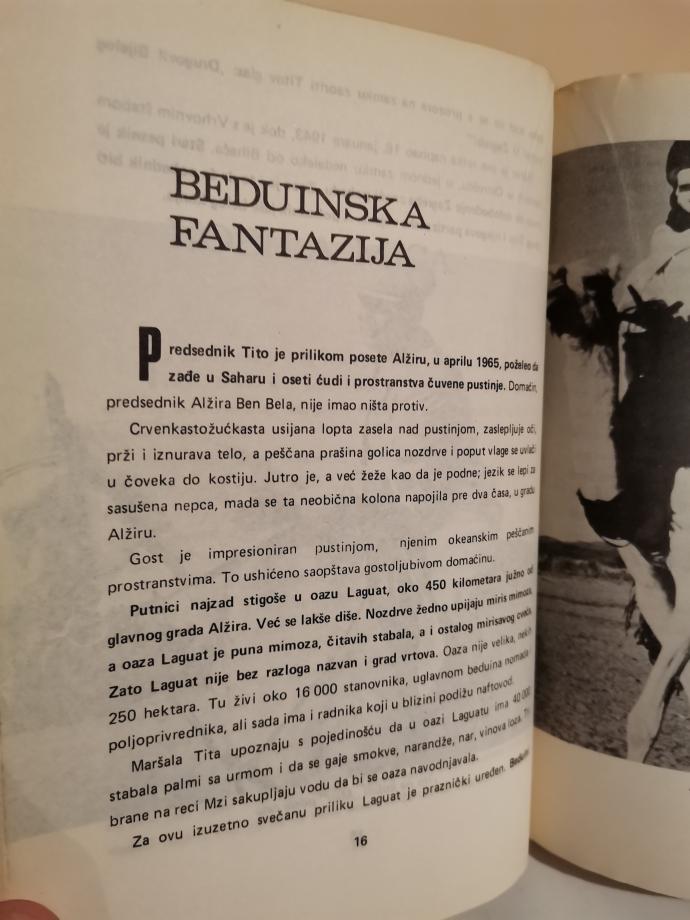 BEDUINSKA
FANTAZIJA
Predsednik Tito je prilikom posete Alžiru, u aprilu 1965, poželeo da
zađe u Saharu i oseti ćudi i prostranstva čuvene pustinje. Domaćin,
predsednik Alžira Ben Bela, nije imao ništa protiv.
Crvenkastožućkasta usijana lopta zasela nad pustinjom, zaslepljuje oči,
prži i iznurava telo, a peščana prašina golica nozdrve i poput vlage se uvlači
u čoveka do kostiju. Jutro je, a već žeže kao da je podne; jezik se lepi za
sasušena nepca, mada se ta neobična kolona napojila pre dva časa, u gradu
Alžiru.
Gost je impresioniran pustinjom, njenim okeanskim peščanim
prostranstvima. To ushićeno saopštava gostoljubivom domaćinu.
Putnici najzad stigoše u oazu Laguat, oko 450 kilometara južno od
glavnog grada Alžira. Već se lakše diše. Nozdrve žedno upijaju miris mimoza,
a oaza Laguat je puna mimoza, čitavih stabala, a i ostalog mirisavog cveća.
Zato Laguat nije bez razloga nazvan i grad vrtova. Oaza nije velika, nekih
250 hektara. Tu živi oko 16 000 stanovnika, uglavnom beduina nomada
poljoprivrednika, ali sada ima i radnika koji u blizini podižu naftovod.
Maršala Tita upoznaju s pojedinošću da u oazi Laguatu ima 40 000
stabala palmi sa urmom i da se gaje smokve, narandže, nar, vinova loza. Tri
brane na reci Mzi sakupljaju vodu da bi se oaza navodnjavala.
Za ovu izuzetno svečanu priliku Laguat je praznički uređen. Beduini
16